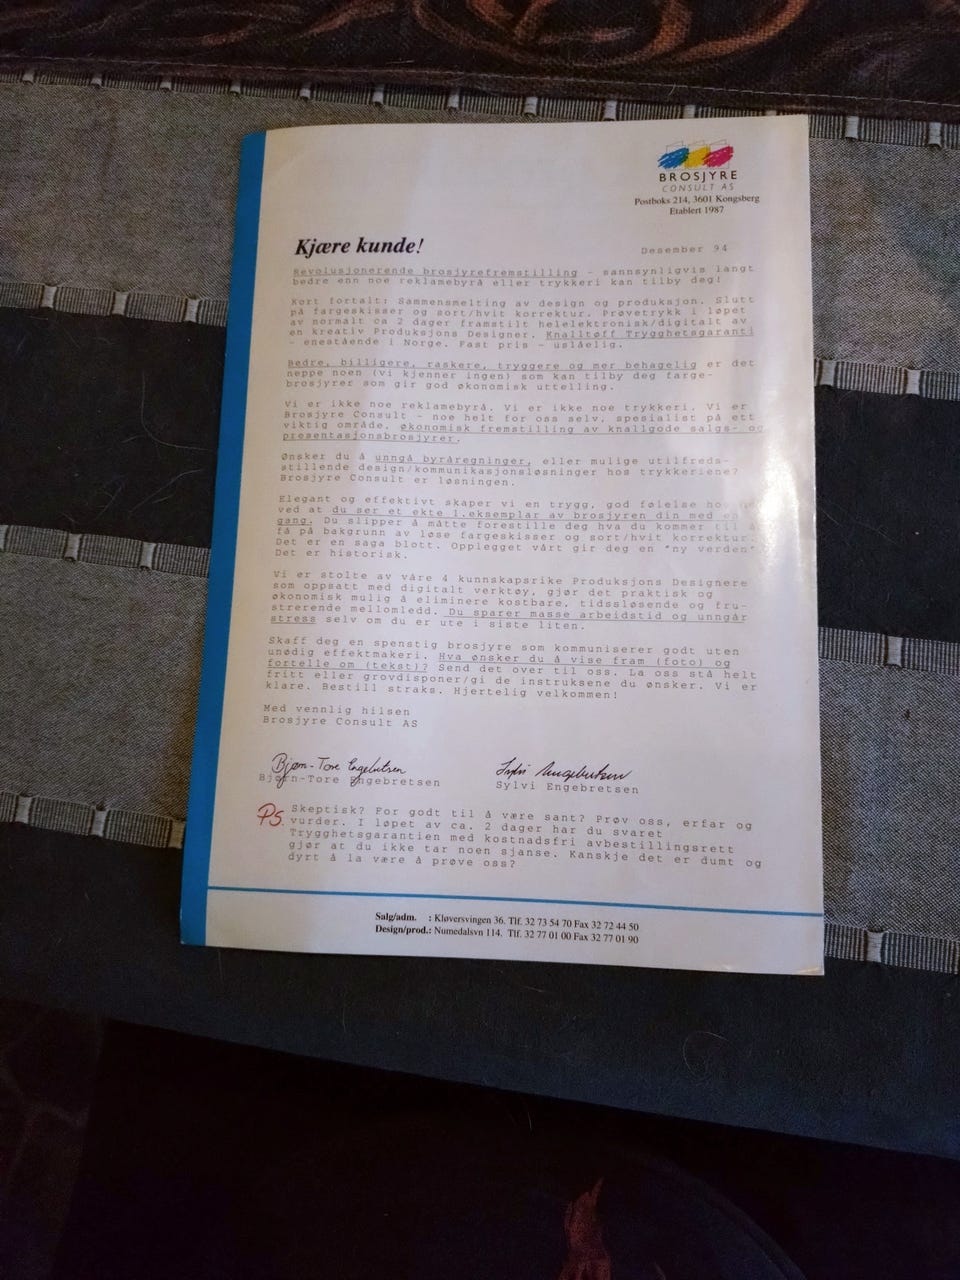 BROSJYRE
CONSULT AS
Postboks 214, 3601 Kongsberg
Etablert 1987
Kjære kunde!
Desember 94
Revolusjonerende brosjyrefremstilling - sannsynligvis langt
bedre enn noe reklamebyrå eller trykkeri kan tilby deg!
Kort fortalt: Sammensmelting av design og produksjon. Slutt
på fargeskisser og sort/hvit korrektur. Prøvetrykk i løpet
av normalt ca 2 dager framstilt helelektronisk/digitalt av
en kreativ Produksjons Designer. Knalltøff Trygghetsgaranti
- enestående i Norge. Fast pris - uslåelig.
Bedre, billigere, raskere, tryggere og mer behagelig er det
neppe noen (vi kjenner ingen) som kan tilby deg farge-
brosjyrer som gir god økonomisk uttelling.
Vi er ikke noe reklamebyrå. Vi er ikke noe trykkeri. Vi er
Brosjyre Consult - noe helt for oss selv, spesialist på ett
viktig område, økonomisk fremstilling av knallgode salgs- og
presentasjonsbrosjyrer.
Ønsker du å unngå byråregninger, eller mulige utilfreds-
stillende design/kommunikasjonsløsninger hos trykkeriene?
Brosjyre Consult er løsningen.
Elegant og effektivt skaper vi en trygg, god følelse hos
ved at du ser et ekte 1.eksemplar av brosjyren din med en
gang. Du slipper å måtte forestille deg hva du kommer til å
få på bakgrunn av løse fargeskisser og sort/hvit korrektur.
Det er en saga blott. Opplegget vårt gir deg en "ny verden".
Det er historisk.
Vi er stolte av våre 4 kunnskapsrike Produksjons Designere
som oppsatt med digitalt verktøy, gjør det praktisk og
økonomisk mulig å eliminere kostbare, tidssløsende og fru-
strerende mellomledd. Du sparer masse arbeidstid og unngår
stress selv om du er ute i siste liten.
Skaff deg en spenstig brosjyre som kommuniserer godt uten
unødig effektmakeri. Hva ønsker du å vise fram (foto) og
fortelle om (tekst)? Send det over til oss. La oss stå helt
fritt eller grovdisponer/gi de instruksene du ønsker. Vi er
klare. Bestill straks. Hjertelig velkommen!
Med vennlig hilsen
Brosjyre Consult AS
Bjørn-Tore Engebretsen
Sylvi Engebretsen
Bjørn-Tore Engebretsen
Sylvi Engebretsen
PS. Skeptisk? For godt til å være sant? Prøv oss, erfar og
vurder. I løpet av ca. 2 dager har du svaret
Trygghetsgarantien med kostnadsfri avbestillingsrett
gjør at du ikke tar noen sjanse. Kanskje det er dumt og
dyrt å la være å prøve oss?
Salg/adm. : Kløversvingen 36. Tlf. 32 73 54 70 Fax 32 72 44 50
Design/prod.: Numedalsvn 114. Tlf. 32 77 01 00 Fax 32 77 01 90